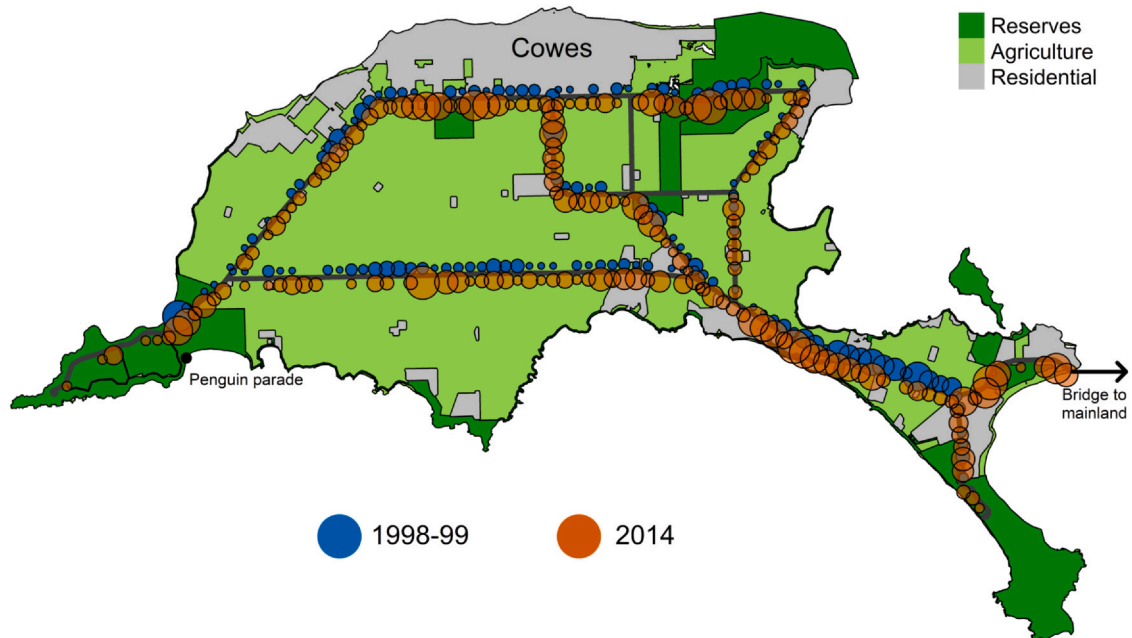 Cowes
Reserves
Agriculture
Residential
Penguin parade
Bridge to
mainland
1998-99
2014